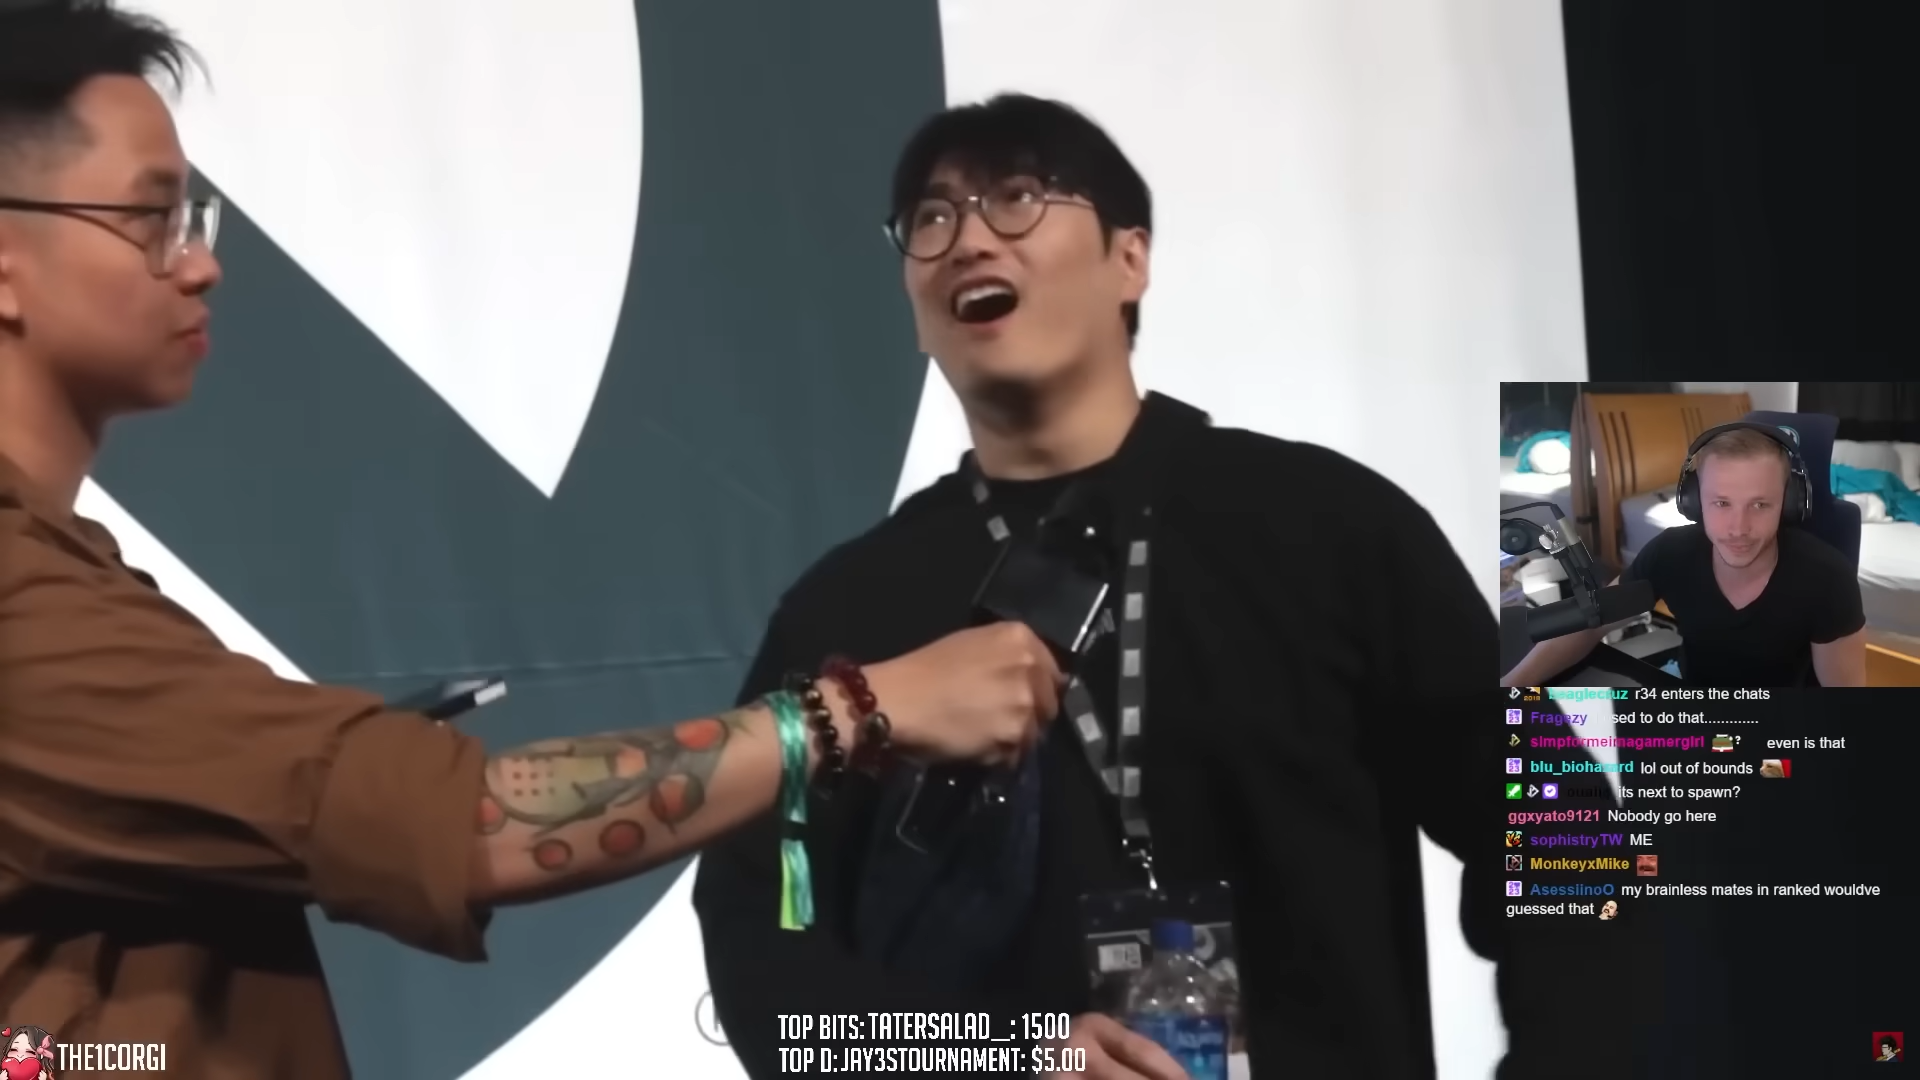 beaglecruz r34 enters the chats
Fragezy sed to do that.............
simpformeimagamergirl ? even is that
blu_biohazard lol out of bounds
its next to spawn?
ggxyato9121 Nobody go here
sophistryTW ME
MonkeyxMike
AsesslinoO my brainless mates in ranked wouldve
guessed that
TOP BITS: TATERSALAD__: 1500
TOP D: JAY3STOURNAMENT: $5.00
THE1CORGI